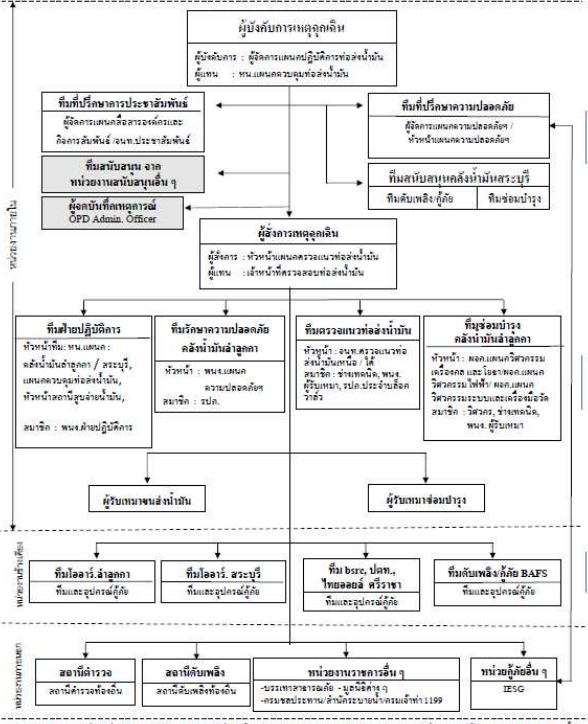 ผู้บังคับการเหตุฉุกเฉิน
ผู้บังคับการ : ผู้จัดการแผนกปฏิบัติการท่อส่งน้ำมัน
ผู้แทน : หน.แผนกควบคุมท่อส่งน้ำมัน
ทีมที่ปรึกษาการประชาสัมพันธ์
ผู้จัดการแผนกสื่อสารองค์กรและ
กิจการสัมพันธ์ /จนท.ประชาสัมพันธ์
ทีมที่ปรึกษาความปลอดภัย
ผู้จัดการแผนกความปลอดภัยฯ /
หัวหน้าแผนกความปลอดภัยฯ
ทีมสนับสนุน จาก
หน่วยงานสนับสนุนอื่น ๆ
ทีมสนับสนุนคลังน้ำมันสระบุรี
ทีมดับเพลิง/กู้ภัย
ทีมซ่อมบำรุง
ผู้จดบันทึกเหตุการณ์
OPD Admin. Officer
หน่วยงานภายใน
ผู้สั่งการเหตุฉุกเฉิน
ผู้สั่งการ : หัวหน้าแผนกตรวจแนวท่อส่งน้ำมัน
ผู้แทน : เจ้าหน้าที่ตรวจสอบท่อส่งน้ำมัน
ทีมฝ่ายปฏิบัติการ
หัวหน้าทีม: หน.แผนก :
คลังน้ำมันลำลูกกา / สระบุรี,
แผนกควบคุมท่อส่งน้ำมัน,
หัวหน้าสถานีสูบจ่ายน้ำมัน,
สมาชิก : พนง.ฝ่ายปฏิบัติการ
ทีมรักษาความปลอดภัย
คลังน้ำมันลำลูกกา
หัวหน้า : พนง.แผนก
ความปลอดภัยฯ
สมาชิก : รปภ.
ทีมตรวจแนวท่อส่งน้ำมัน
หัวหน้า : จนท.ตรวจแนวท่อ
ส่งน้ำมันเหนือ / ใต้
สมาชิก : ช่างเทคนิค, พนง.
ผู้รับเหมา, รปภ.ประจำบล็อค
วาล์ว
ทีมซ่อมบำรุง
คลังน้ำมันลำลูกกา
หัวหน้า : ผอก.แผนกวิศวกรรม
เครื่องกล และโยธา/ผอก.แผนก
วิศวกรรมไฟฟ้า/ ผอก.แผนก
วิศวกรรมระบบและเครื่องมือวัด
สมาชิก : วิศวกร, ช่างเทคนิค,
พนง. ผู้รับเหมา
ผู้รับเหมาขนส่งน้ำมัน
ผู้รับเหมาซ่อมบำรุง
หน่วยงานข้างเคียง
ทีมโออาร์.ลำลูกกา
ทีมและอุปกรณ์กู้ภัย
ทีมโออาร์. สระบุรี
ทีมและอุปกรณ์กู้ภัย
ทีม bsrc, ปตท.,
ไทยออยล์ ศรีราชา
ทีมและอุปกรณ์กู้ภัย
ทีมดับเพลิง/กู้ภัย BAFS
ทีมและอุปกรณ์กู้ภัย
หน่วยงานภายนอก
สถานีตำรวจ
สถานีตำรวจท้องถิ่น
สถานีดับเพลิง
สถานีดับเพลิงท้องถิ่น
หน่วยงานราชการอื่น ๆ
-บรรเทาสาธารณภัย - มูลนิธิต่าง ๆ
-กรมชลประทาน/สำนักระบายน้ำ/กรมเจ้าท่า 1199
หน่วยกู้ภัยอื่น ๆ
IESG